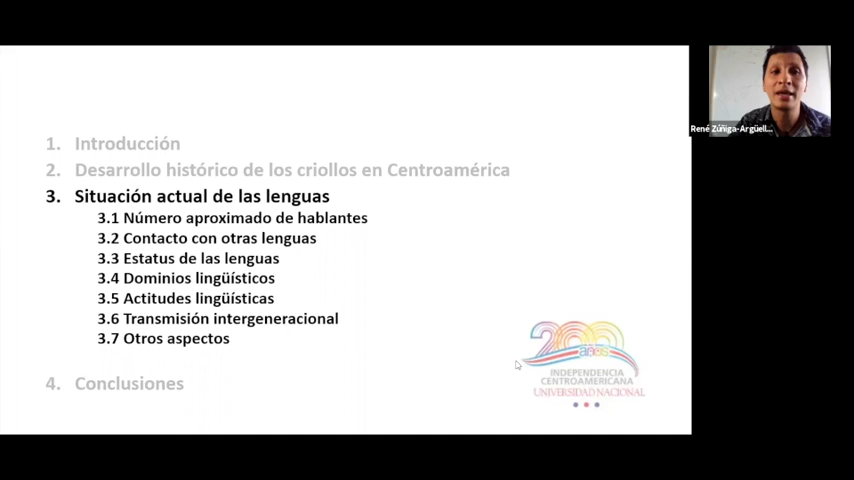 1. Introducción
2. Desarrollo histórico de los criollos en Centroamérica
3. Situación actual de las lenguas
3.1 Número aproximado de hablantes
3.2 Contacto con otras lenguas
3.3 Estatus de las lenguas
3.4 Dominios lingüísticos
3.5 Actitudes lingüísticas
3.6 Transmisión intergeneracional
3.7 Otros aspectos
4. Conclusiones
200
años
INDEPENDENCIA
CENTROAMERICANA
UNIVERSIDAD NACIONAL
René Zúñiga-Argüell...